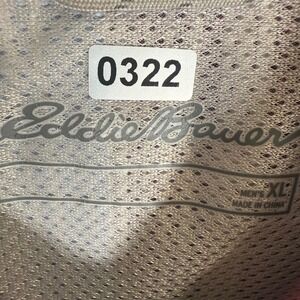 0322
Eddie Bauer
MEN'S XL
MADE IN CHINA